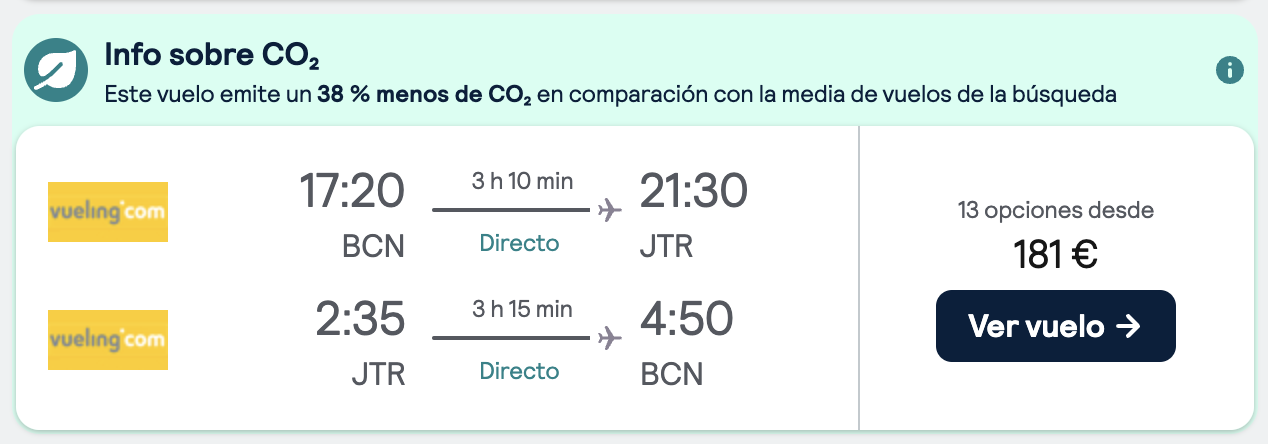 Info sobre CO₂
Este vuelo emite un 38 % menos de CO₂ en comparación con la media de vuelos de la búsqueda
vueling.com
17:20
3 h 10 min
21:30
BCN
Directo
JTR
vueling.com
2:35
3 h 15 min
4:50
JTR
Directo
BCN
13 opciones desde
181 €
Ver vuelo →